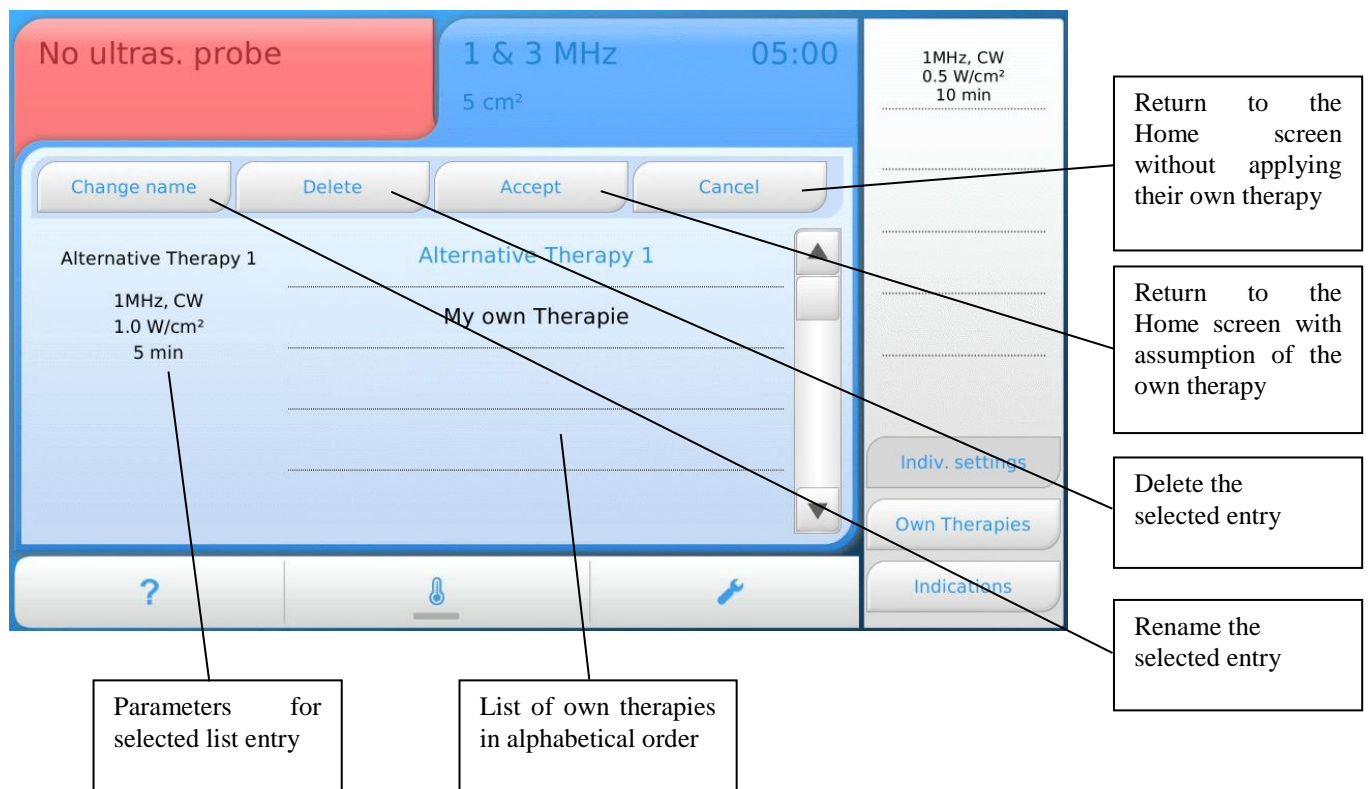 No ultras. probe
1 & 3 MHz 05:00
5 cm²
1MHz, CW
0.5 W/cm²
10 min
Change name
Delete
Accept
Cancel
Alternative Therapy 1
1MHz, CW
1.0 W/cm²
5 min
Alternative Therapy 1
My own Therapie
Indiv. settings
Own Therapies
Indications
?
Return to the
Home screen
without applying
their own therapy
Return to the
Home screen with
assumption of the
own therapy
Delete the
selected entry
Rename the
selected entry
Parameters for
selected list entry
List of own therapies
in alphabetical order